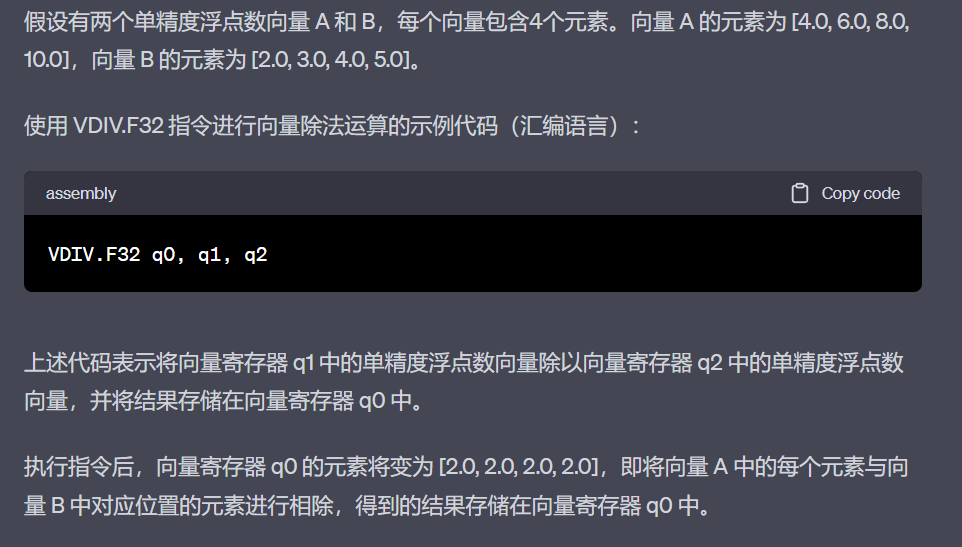 假设有两个单精度浮点数向量 A 和 B，每个向量包含4个元素。向量 A 的元素为 [4.0, 6.0, 8.0,
10.0]，向量 B 的元素为 [2.0, 3.0, 4.0, 5.0]。
使用 VDIV.F32 指令进行向量除法运算的示例代码（汇编语言）：
assembly
Copy code
VDIV.F32 q0, q1, q2
上述代码表示将向量寄存器 q1 中的单精度浮点数向量除以向量寄存器 q2 中的单精度浮点数
向量，并将结果存储在向量寄存器 q0 中。
执行指令后，向量寄存器 q0 的元素将变为 [2.0, 2.0, 2.0, 2.0]，即将向量 A 中的每个元素与向
量 B 中对应位置的元素进行相除，得到的结果存储在向量寄存器 q0 中。